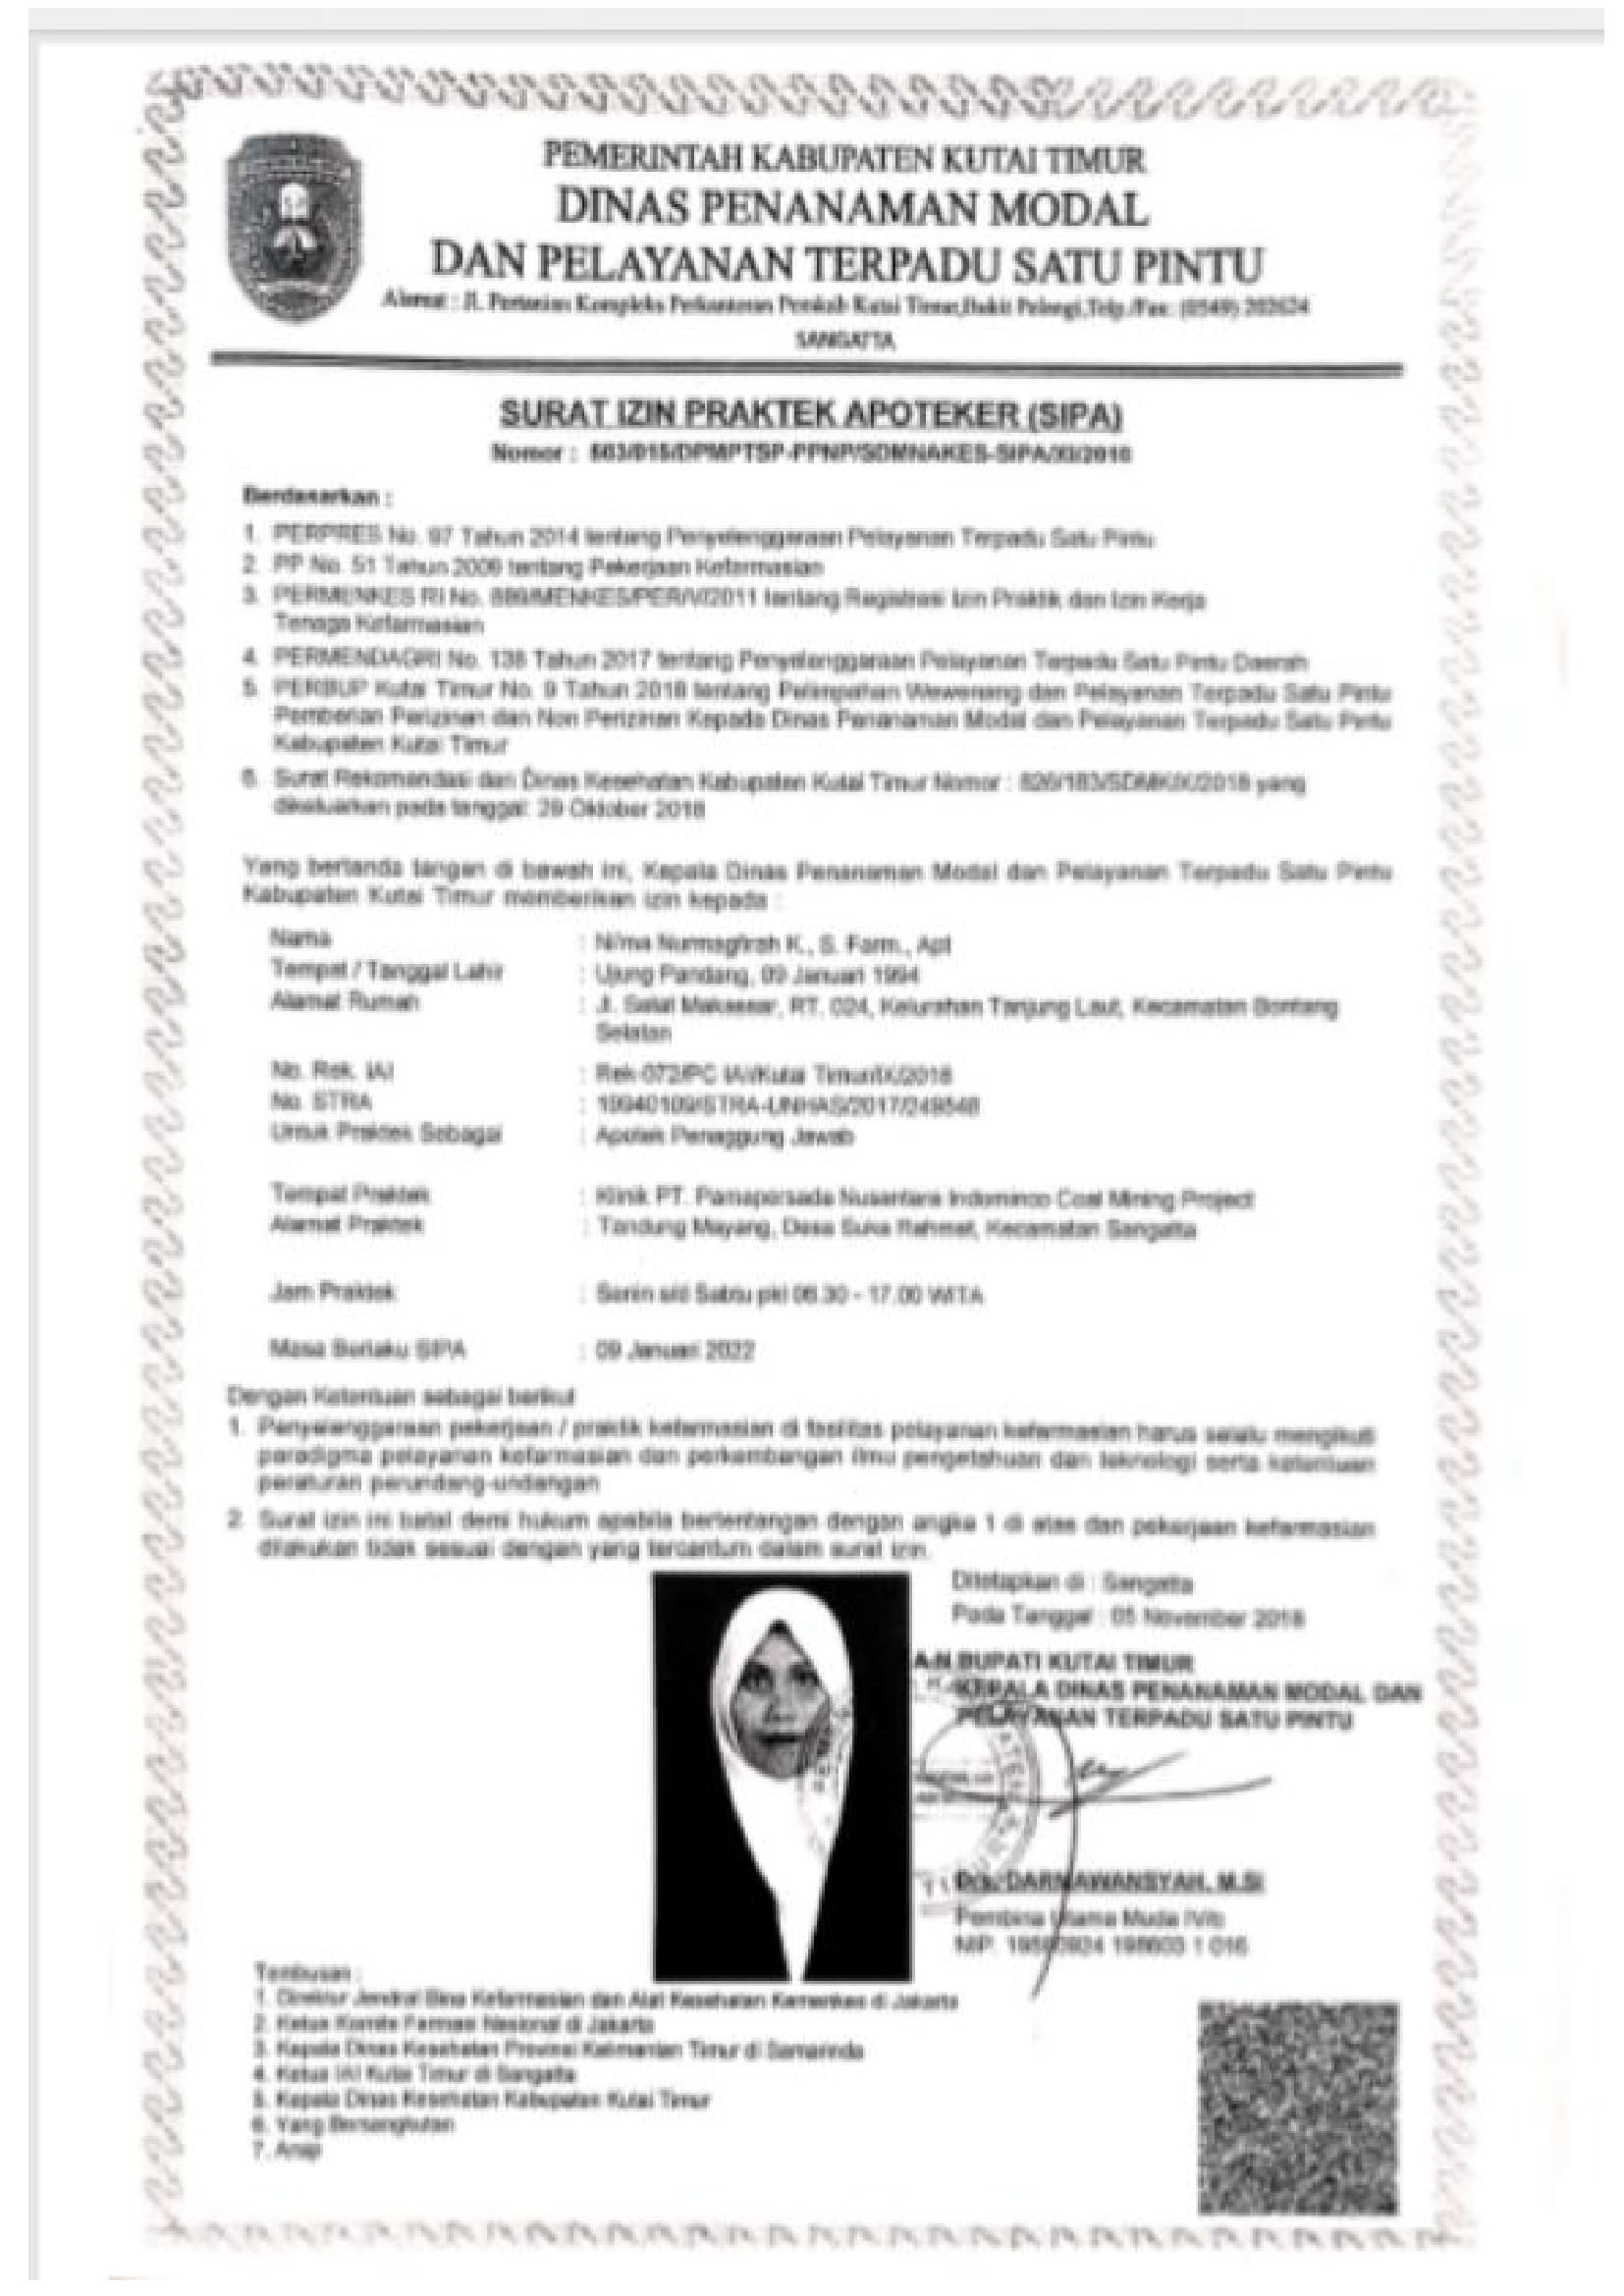 PEMERINTAH KABUPATEN KUTAI TIMUR
DINAS PENANAMAN MODAL
DAN PELAYANAN TERPADU SATU PINTU
Alamat : Jl. Pertanian Kompleks Perkantoran Pemkab Kutai Timur,Bukit Pelangi,Telp./Fax: (0549) 202624
SANGATTA
SURAT IZIN PRAKTEK APOTEKER (SIPA)
Nomor : 503/015/DPMPTSP-PPNP/SDMNAKES-SIPA/XI/2018
Berdasarkan :
1. PERPRES No. 97 Tahun 2014 tentang Penyelenggaraan Pelayanan Terpadu Satu Pintu
2. PP No. 51 Tahun 2009 tentang Pekerjaan Kefarmasian
3. PERMENKES RI No. 889/MENKES/PER/V/2011 tentang Registrasi Izin Praktik dan Izin Kerja
Tenaga Kefarmasian
4. PERMENDAGRI No. 138 Tahun 2017 tentang Penyelenggaraan Pelayanan Terpadu Satu Pintu Daerah
5. PERBUP Kutai Timur No. 9 Tahun 2018 tentang Pelimpahan Wewenang dan Pelayanan Terpadu Satu Pintu
Pemberian Perizinan dan Non Perizinan Kepada Dinas Penanaman Modal dan Pelayanan Terpadu Satu Pintu
Kabupaten Kutai Timur
6. Surat Rekomandasi dari Dinas Kesehatan Kabupaten Kutai Timur Nomor : yang
dikeluarkan pada tanggal: 29 Oktober 2018
Yang bertanda tangan di bawah ini, Kepala Dinas Penanaman Modal dan Pelayanan Terpadu Satu Pintu
Kabupaten Kutai Timur memberikan izin kepada :
Nama : Ni'ma Nurmagfirah K., S. Farm., Apt
Tempat / Tanggal Lahir : Ujung Pandang, 09 Januari 1994
Alamat Rumah : Jl. Selat Makassar, RT. 024, Kelurahan Tanjung Laut, Kecamatan Bontang
Selatan
No. Rek. IAI : Rek-072/PC IAI/Kutai Timur/IX/2018
No. STRA : 19940109/STRA-UNHAS/2017/249548
Untuk Praktek Sebagai : Apotek Penaggung Jawab
Tempat Praktek : Klinik PT. Pamapersada Nusantara Indominco Coal Mining Project
Alamat Praktek : Tandung Mayang, Desa Suka Rahmat, Kecamatan Sangatta
Jam Praktek : Senin s/d Sabtu pkl 06.30 - 17.00 WITA
Masa Berlaku SIPA : 09 Januari 2022
Dengan Ketentuan sebagai berikut
1. Penyelenggaraan pekerjaan / praktik kefarmasian di fasilitas pelayanan kefarmasian harus selalu mengikuti
paradigma pelayanan kefarmasian dan perkembangan ilmu pengetahuan dan teknologi serta ketentuan
peraturan perundang-undangan
2. Surat izin ini batal demi hukum apabila bertentangan dengan angka 1 di atas dan pekerjaan kefarmasian
dilakukan tidak sesuai dengan yang tercantum dalam surat izin.
Ditetapkan di : Sangatta
Pada Tanggal : 05 November 2018
A.N BUPATI KUTAI TIMUR
KEPALA DINAS PENANAMAN MODAL DAN
PELAYANAN TERPADU SATU PINTU
Drs. DARMAWANSYAH, M.Si
Pembina Utama Muda IV/c
NIP. 198603 1 016
Tembusan :
1. Direktur Jendral Bina Kefarmasian dan Alat Kesehatan Kemenkes di Jakarta
2. Ketua Komite Farmasi Nasional di Jakarta
3. Kepala Dinas Kesehatan Provinsi Kalimantan Timur di Samarinda
4. Ketua IAI Kutai Timur di Sangatta
5. Kepala Dinas Kesehatan Kabupaten Kutai Timur
6. Yang Bersangkutan
7. Arsip